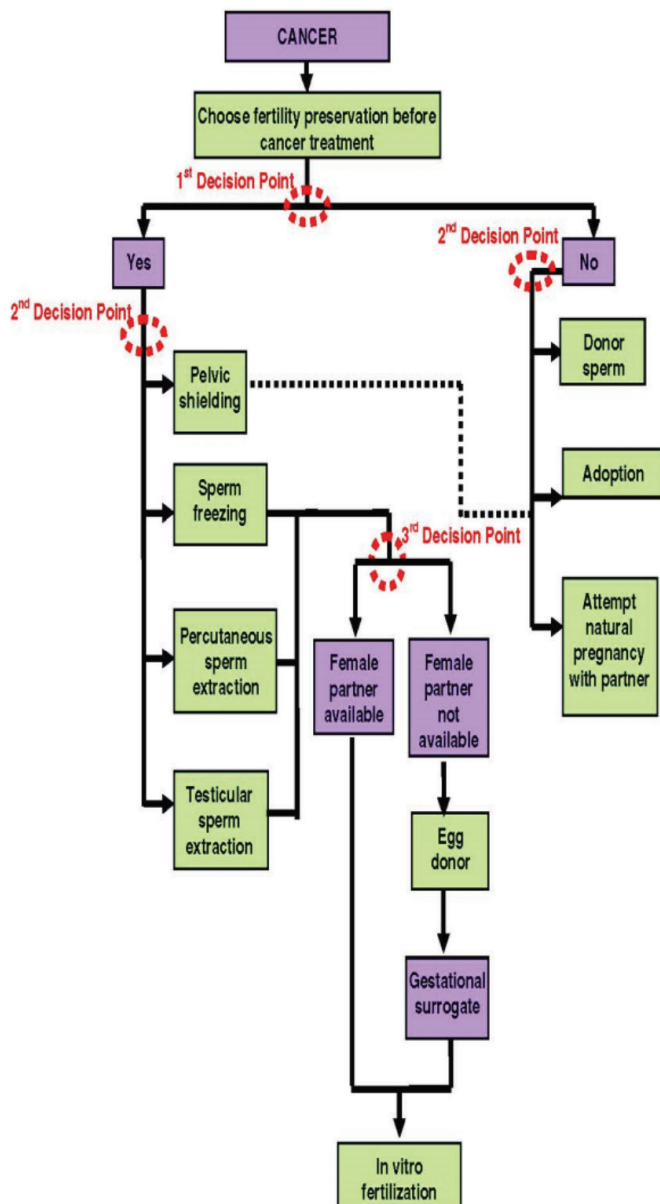 CANCER
Choose fertility preservation before
cancer treatment
1st Decision Point
2nd Decision Point
Yes
No
2nd Decision Point
Donor
sperm
Pelvic
shielding
Adoption
Sperm
freezing
3rd Decision Point
Attempt
natural
pregnancy
with partner
Percutaneous
sperm
extraction
Female
partner
available
Female
partner
not
available
Testicular
sperm
extraction
Egg
donor
Gestational
surrogate
In vitro
fertilization